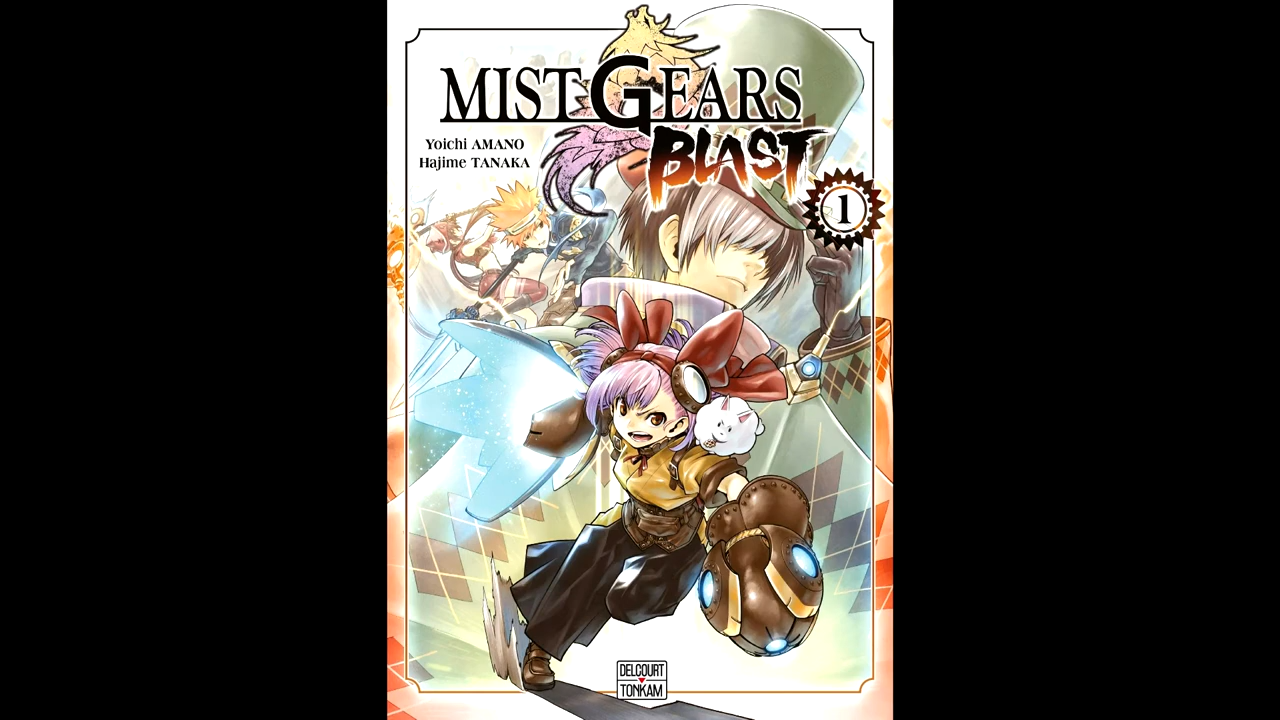 MIST GEARS
BLAST
Yoichi AMANO
Hajime TANAKA
1
DELCOURT
TONKAM